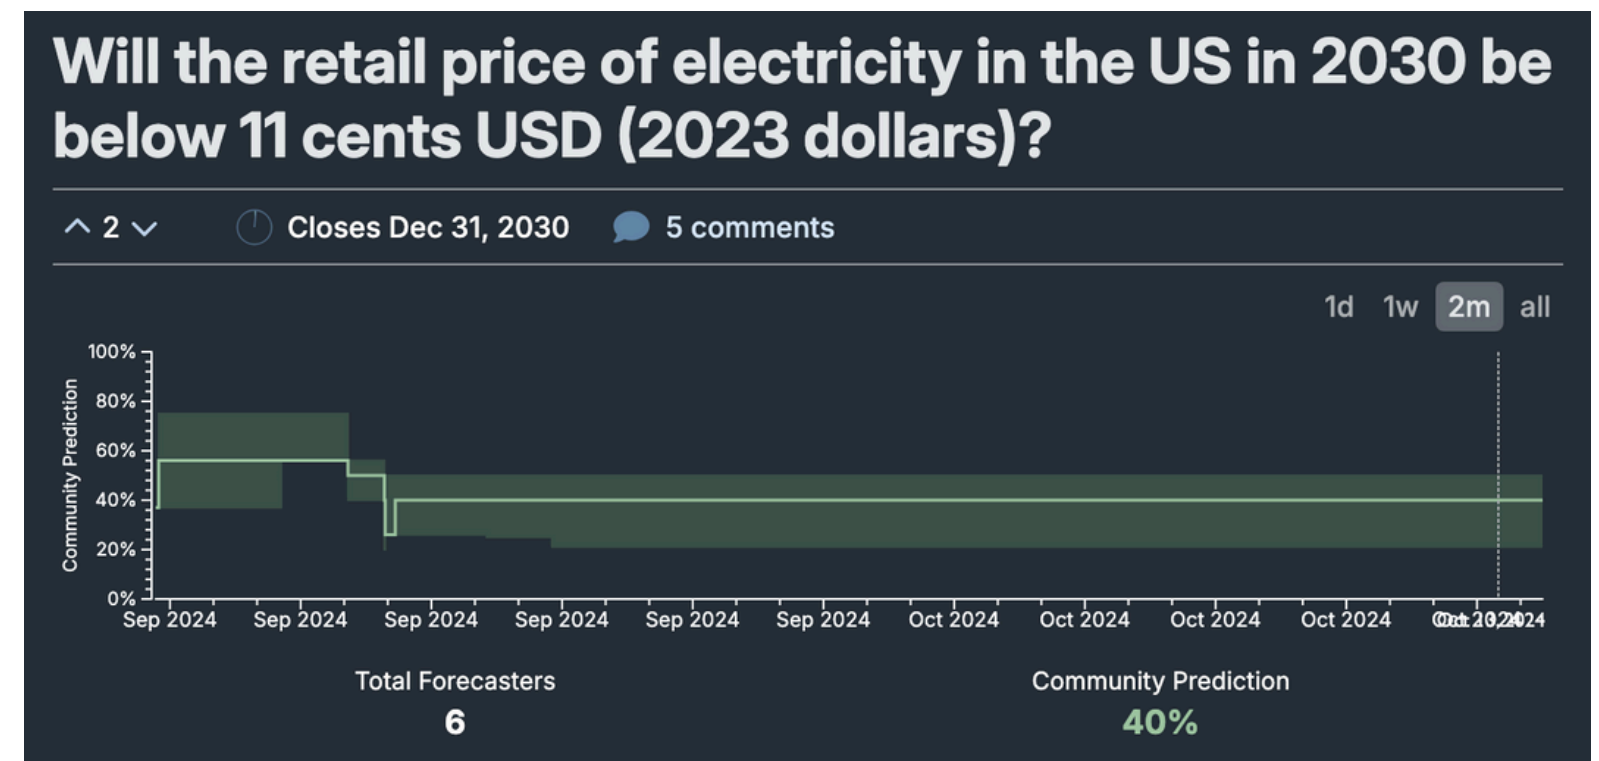 Will the retail price of electricity in the US in 2030 be
below 11 cents USD (2023 dollars)?
2
Closes Dec 31, 2030
5 comments
1d 1w 2m all
Community Prediction
100%
80%
60%
40%
20%
0%
Sep 2024 Sep 2024 Sep 2024 Sep 2024 Sep 2024 Sep 2024 Oct 2024 Oct 2024 Oct 2024 Oct 2024
Total Forecasters
6
Community Prediction
40%